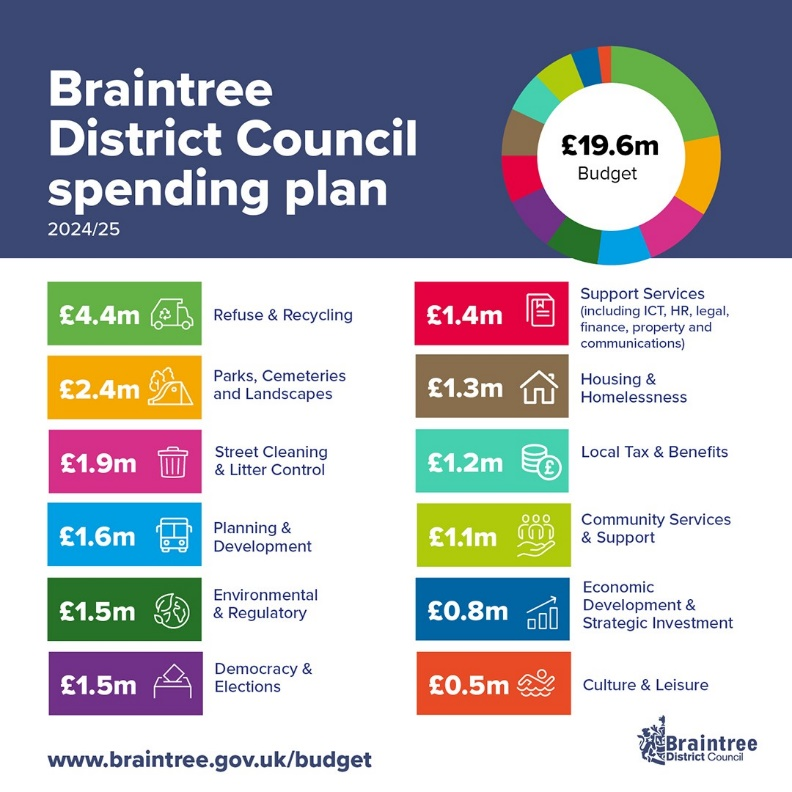 Braintree
District Council
spending plan
2024/25
£19.6m
Budget
£4.4m
Refuse & Recycling
£2.4m
Parks, Cemeteries
and Landscapes
£1.9m
Street Cleaning
& Litter Control
£1.6m
Planning &
Development
£1.5m
Environmental
& Regulatory
£1.5m
Democracy &
Elections
£1.4m
Support Services
(including ICT, HR, legal,
finance, property and
communications)
£1.3m
Housing &
Homelessness
£1.2m
Local Tax & Benefits
£
£1.1m
Community Services
& Support
£0.8m
Economic
Development &
Strategic Investment
£0.5m
Culture & Leisure
www.braintree.gov.uk/budget
Braintree
District Council